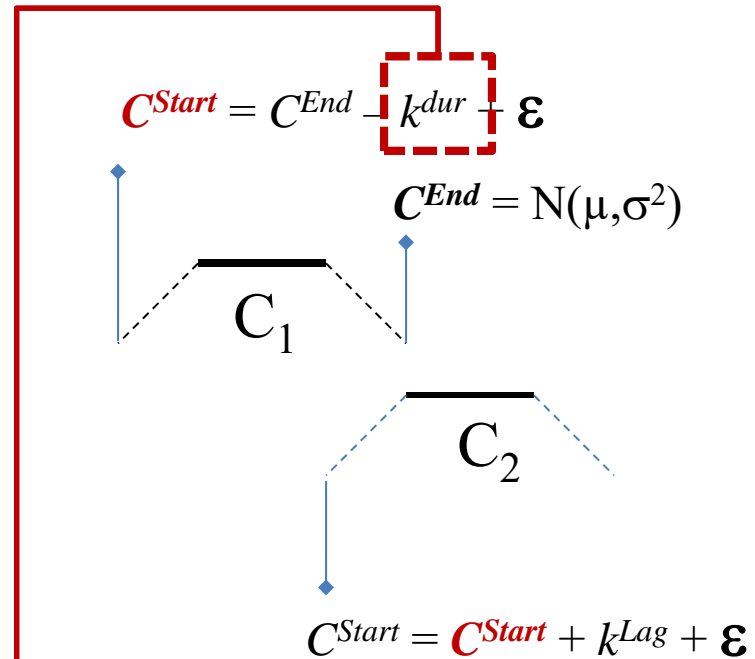 C^Start = C^End – k^dur + ε
C^End = N(μ,σ²)
C₁
C₂
C^Start = C^Start + k^Lag + ε